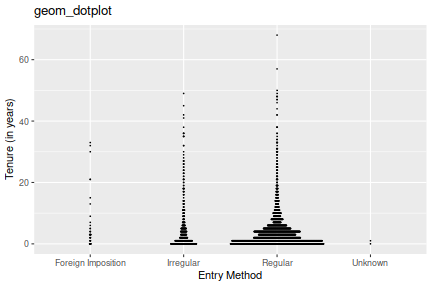 geom_dotplot
Tenure (in years)
60
40
20
0
Foreign Imposition Irregular Regular Unknown
Entry Method